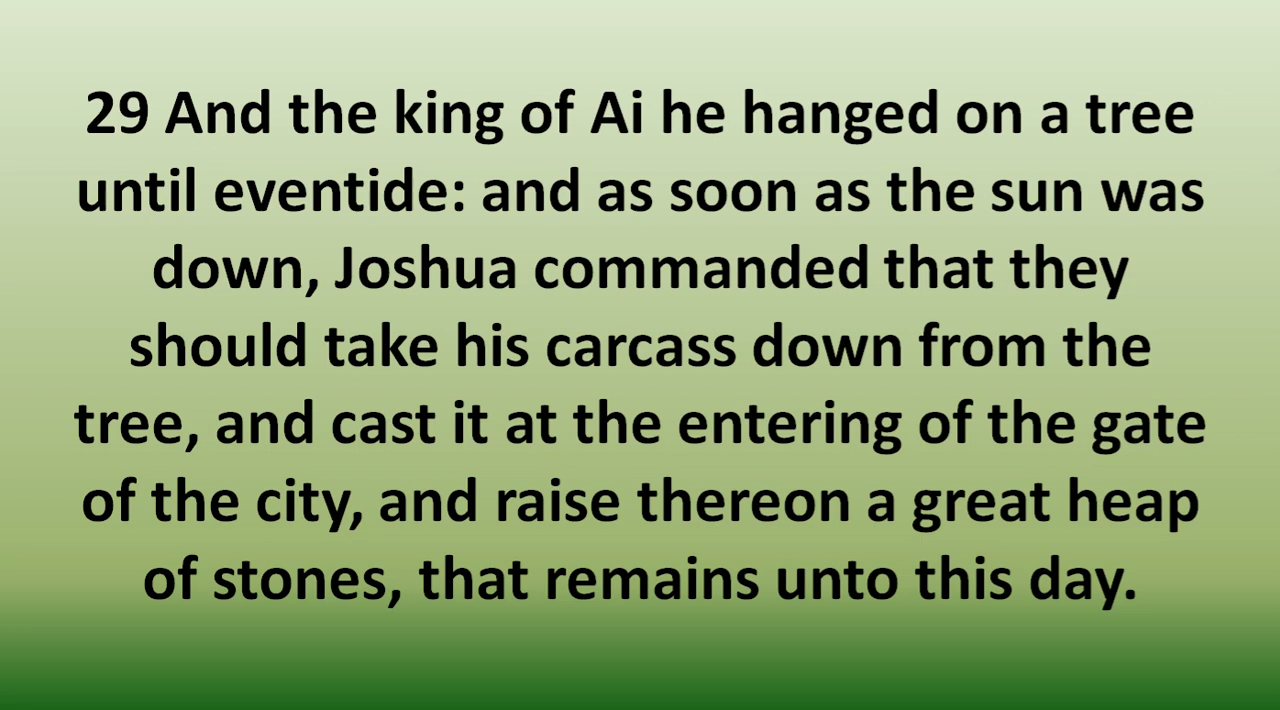 29 And the king of Ai he hanged on a tree
until eventide: and as soon as the sun was
down, Joshua commanded that they
should take his carcass down from the
tree, and cast it at the entering of the gate
of the city, and raise thereon a great heap
of stones, that remains unto this day.